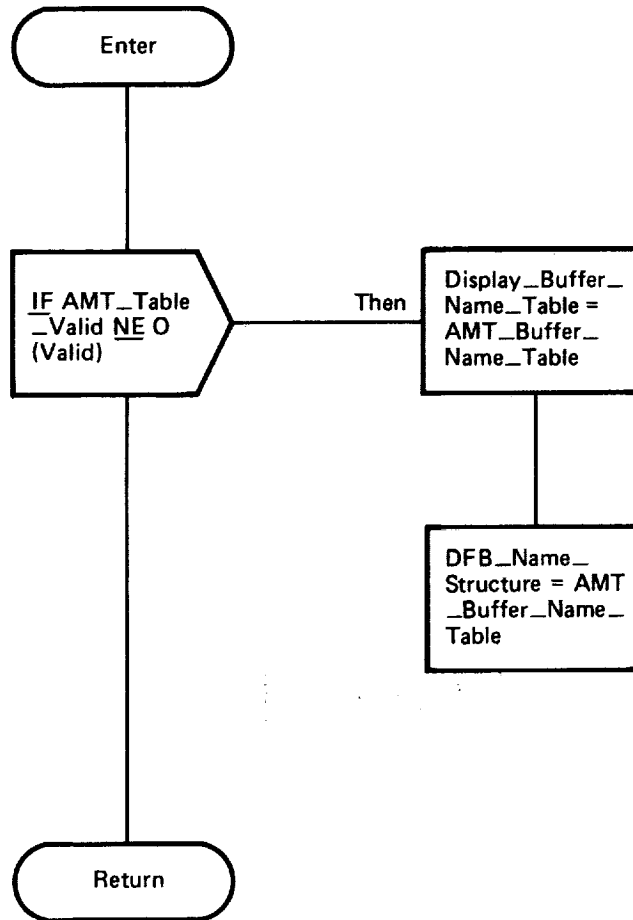 Enter
IF AMT_Table
_Valid NE O
(Valid)
Then
Display_Buffer_
Name_Table =
AMT_Buffer_
Name_Table
DFB_Name_
Structure = AMT
_Buffer_Name_
Table
Return